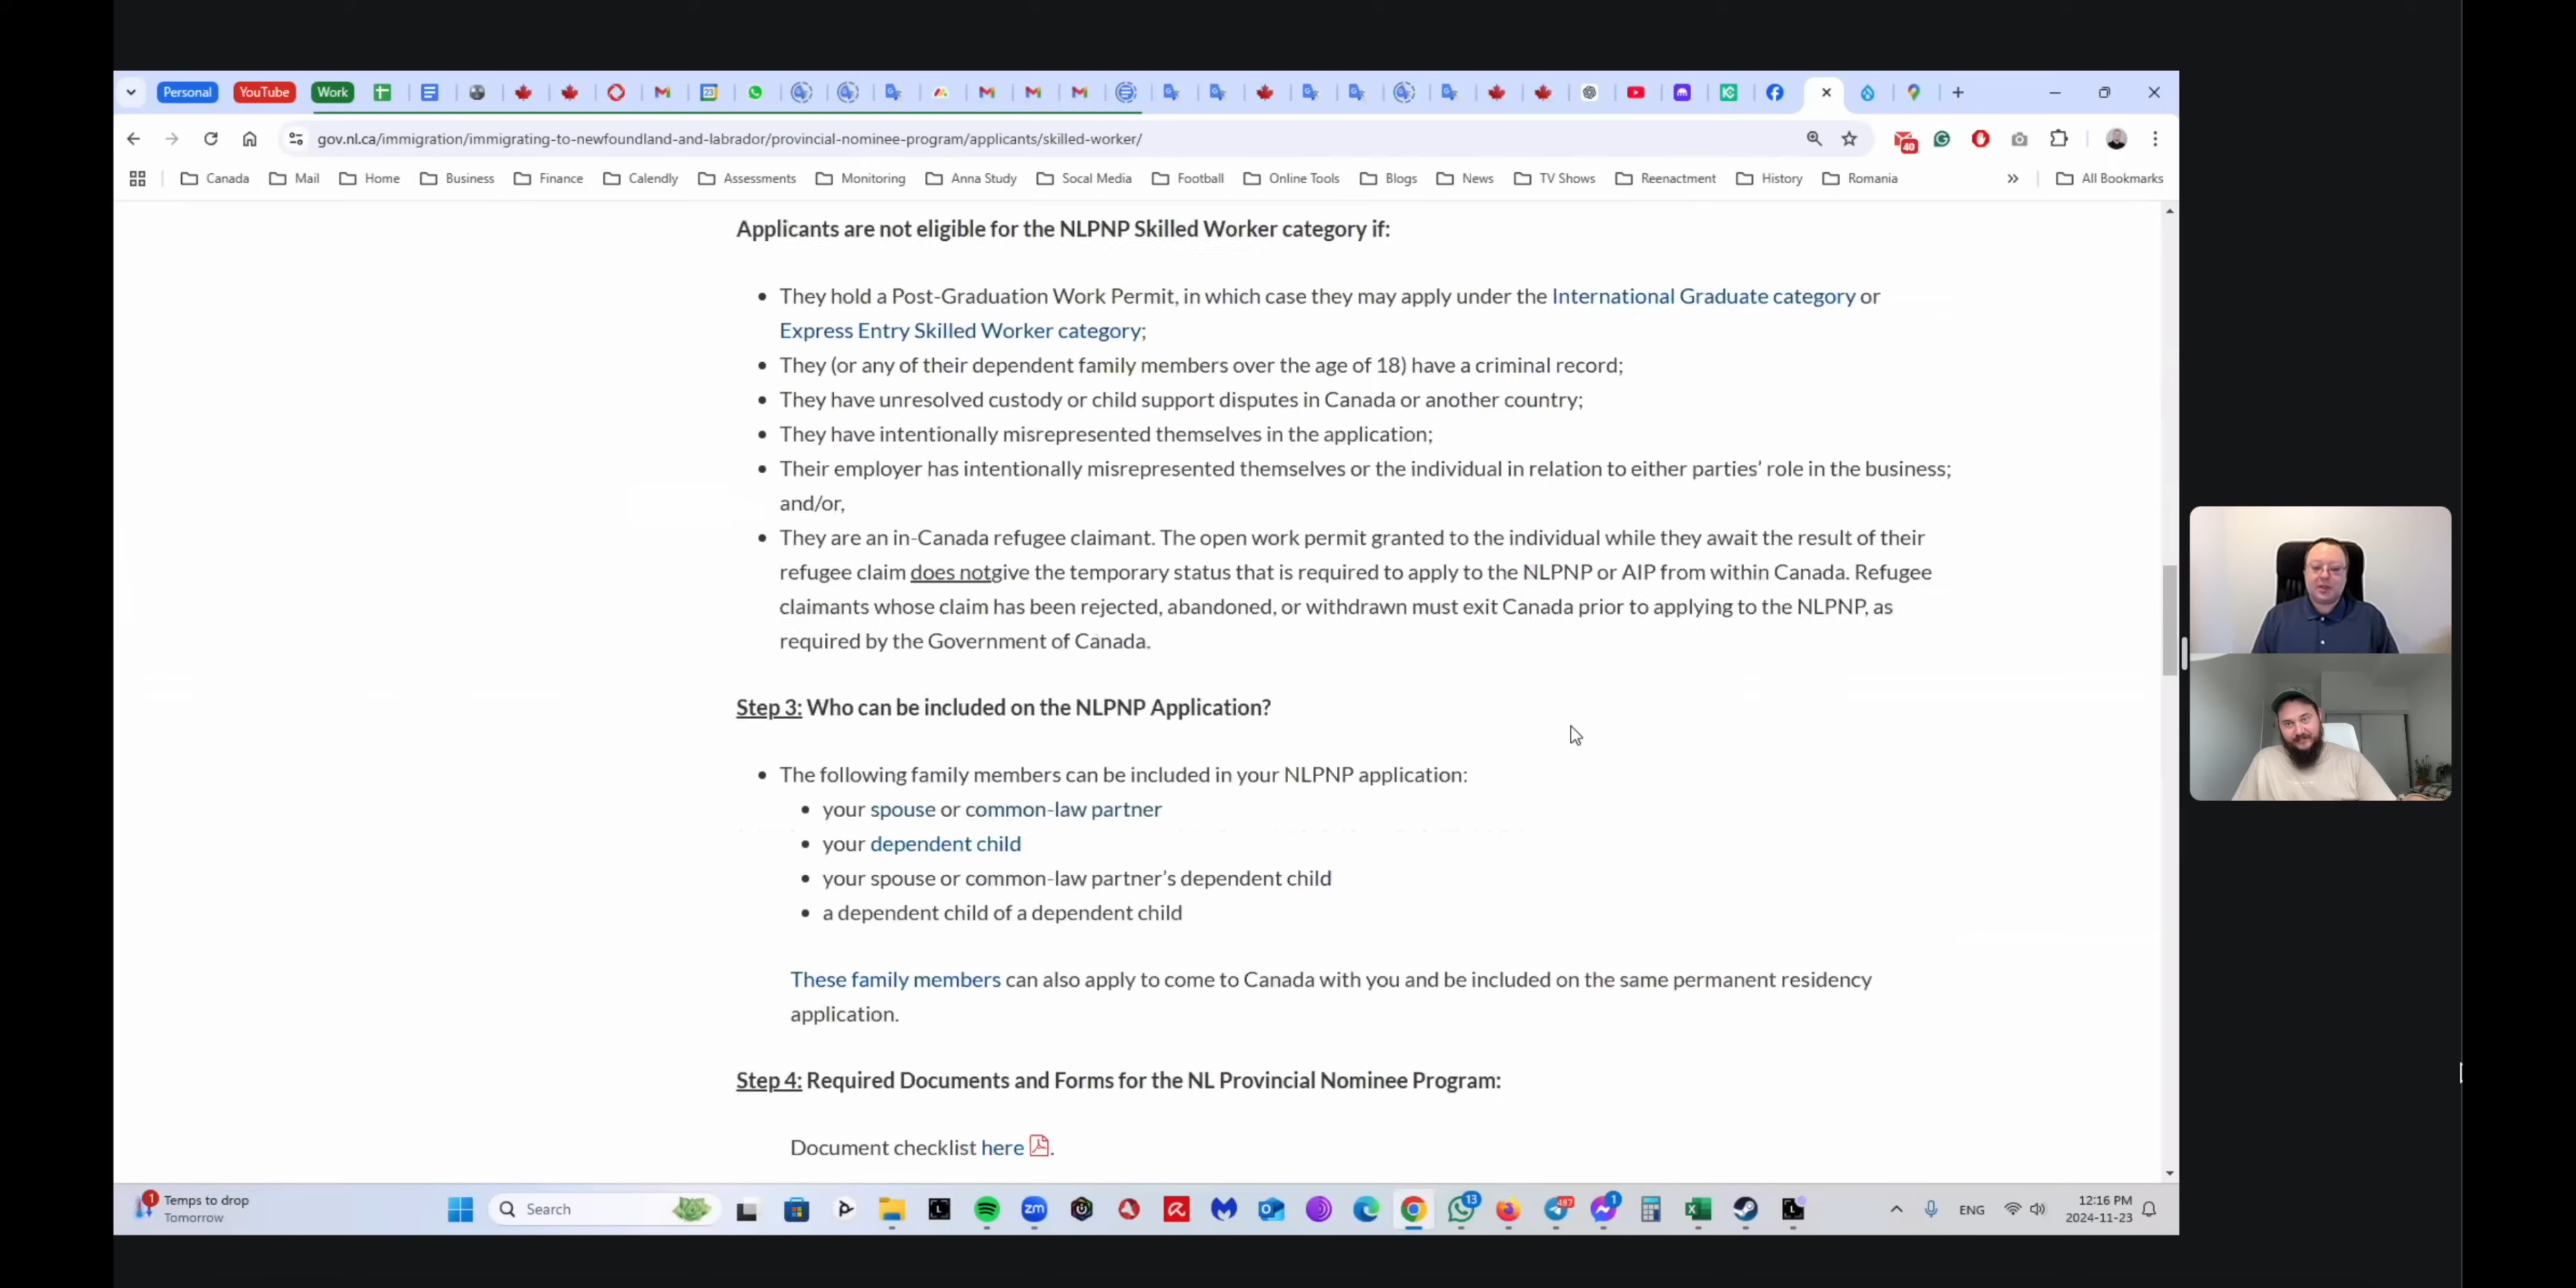 Personal YouTube Work
gov.nl.ca/immigration/immigrating-to-newfoundland-and-labrador/provincial-nominee-program/applicants/skilled-worker/
40
Canada Mail Home Business Finance Calendly Assessments Monitoring Anna Study Socal Media Football Online Tools Blogs News TV Shows Reenactment History Romania » All Bookmarks
Applicants are not eligible for the NLPNP Skilled Worker category if:
• They hold a Post-Graduation Work Permit, in which case they may apply under the International Graduate category or
Express Entry Skilled Worker category;
• They (or any of their dependent family members over the age of 18) have a criminal record;
• They have unresolved custody or child support disputes in Canada or another country;
• They have intentionally misrepresented themselves in the application;
• Their employer has intentionally misrepresented themselves or the individual in relation to either parties' role in the business;
and/or,
• They are an in-Canada refugee claimant. The open work permit granted to the individual while they await the result of their
refugee claim does notgive the temporary status that is required to apply to the NLPNP or AIP from within Canada. Refugee
claimants whose claim has been rejected, abandoned, or withdrawn must exit Canada prior to applying to the NLPNP, as
required by the Government of Canada.
Step 3: Who can be included on the NLPNP Application?
• The following family members can be included in your NLPNP application:
• your spouse or common-law partner
• your dependent child
• your spouse or common-law partner's dependent child
• a dependent child of a dependent child
These family members can also apply to come to Canada with you and be included on the same permanent residency
application.
Step 4: Required Documents and Forms for the NL Provincial Nominee Program:
Document checklist here .
1 Temps to drop
Tomorrow
Search
zm
13
497
1
ENG
12:16 PM
2024-11-23